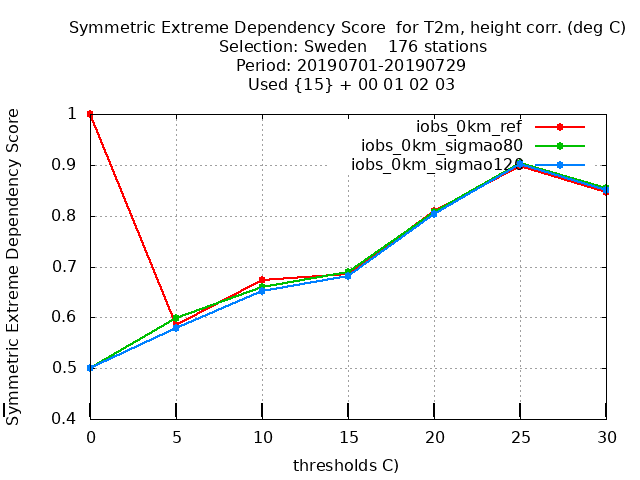 Symmetric Extreme Dependency Score  for T2m, height corr. (deg C)
Selection: Sweden    176 stations
Period: 20190701-20190729
Used {15} + 00 01 02 03
Symmetric Extreme Dependency Score
1
0.9
0.8
0.7
0.6
0.5
0.4
iobs_0km_ref
iobs_0km_sigmao80
iobs_0km_sigmao120
0 5 10 15 20 25 30
thresholds C)